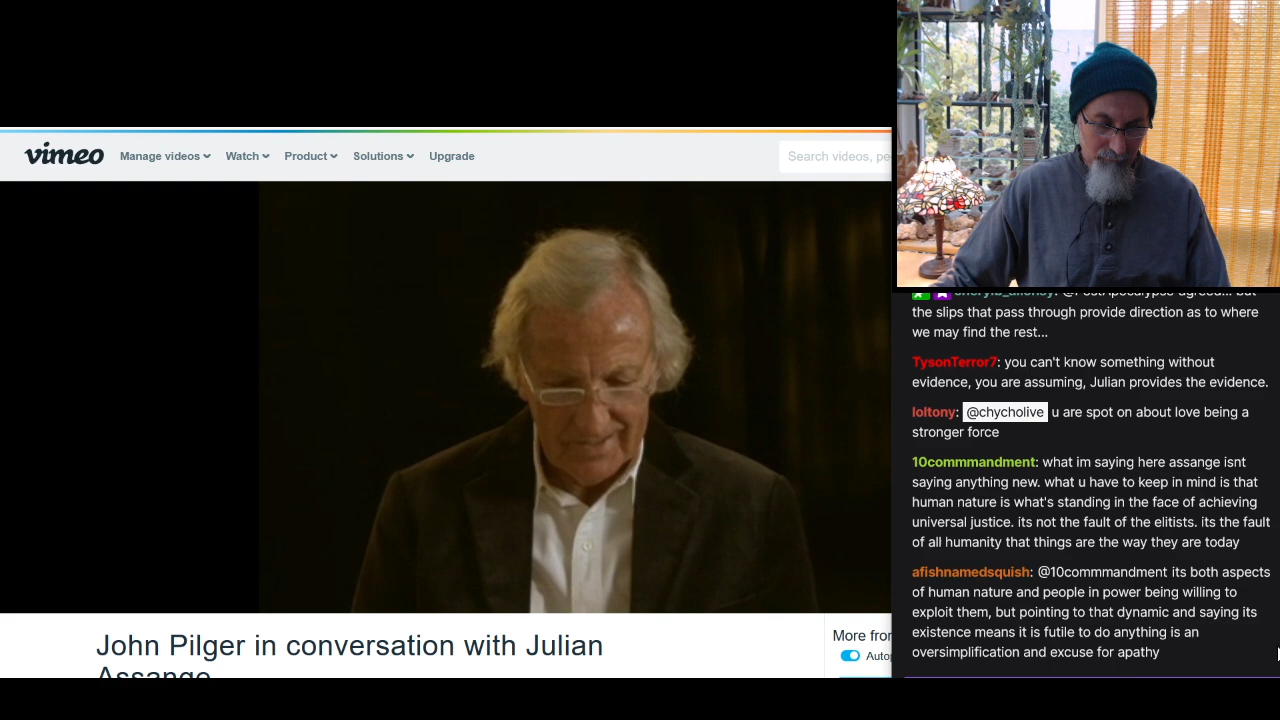 vimeo
Manage videos
Watch
Product
Solutions
Upgrade
Search videos, pe
John Pilger in conversation with Julian
Assange
More from
Autop
@PostApocalypse agreed... but
the slips that pass through provide direction as to where
we may find the rest...
TysonTerror7: you can't know something without
evidence, you are assuming, Julian provides the evidence.
loltony: @chycholive u are spot on about love being a
stronger force
10commmandment: what im saying here assange isnt
saying anything new. what u have to keep in mind is that
human nature is what's standing in the face of achieving
universal justice. its not the fault of the elitists. its the fault
of all humanity that things are the way they are today
afishnamedsquish: @10commmandment its both aspects
of human nature and people in power being willing to
exploit them, but pointing to that dynamic and saying its
existence means it is futile to do anything is an
oversimplification and excuse for apathy